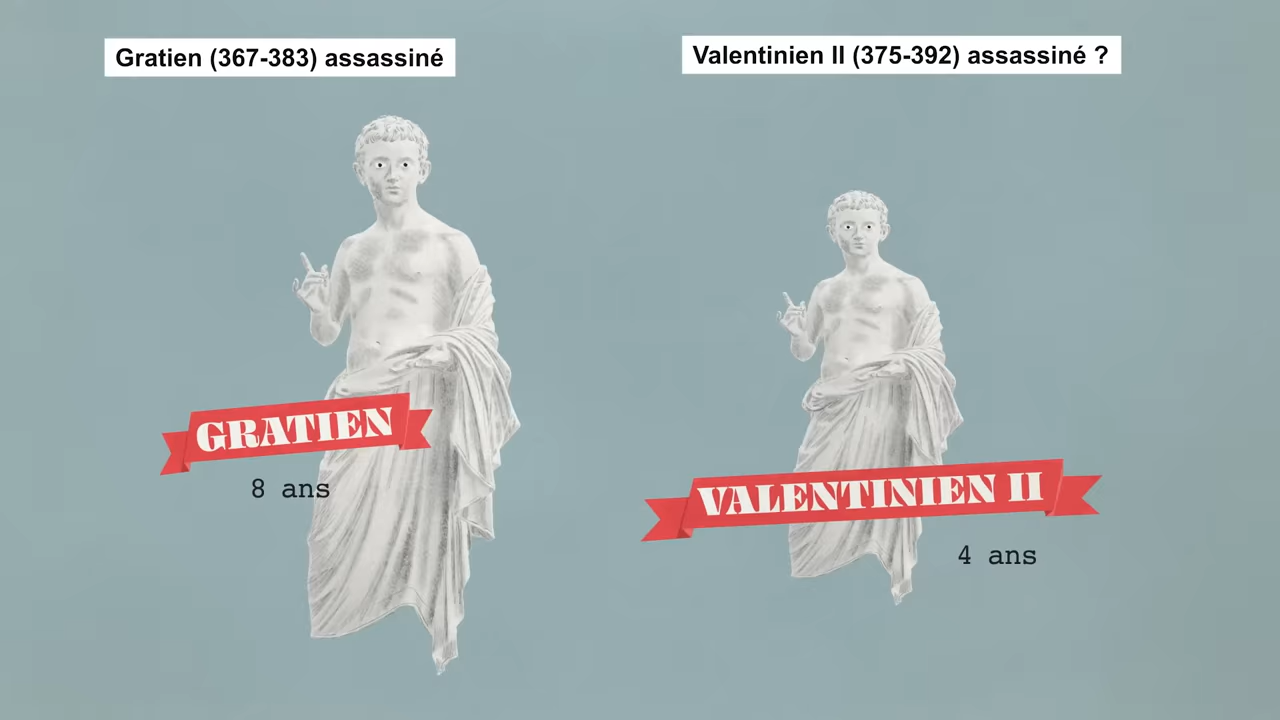 Gratien (367-383) assassiné
Valentinien II (375-392) assassiné ?
GRATIEN
8 ans
VALENTINIEN II
4 ans